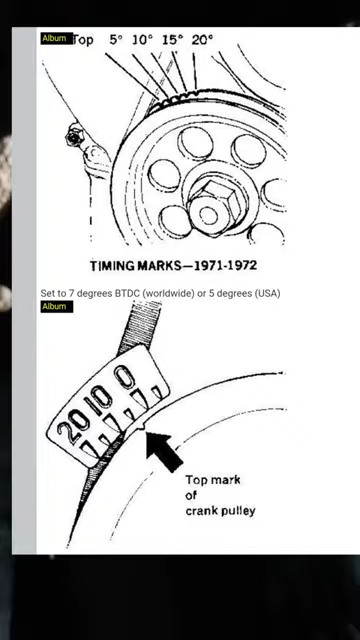 Album
Top 5° 10° 15° 20°
TIMING MARKS—1971-1972
Set to 7 degrees BTDC (worldwide) or 5 degrees (USA)
Album
20 10 0
Top mark
of
crank pulley